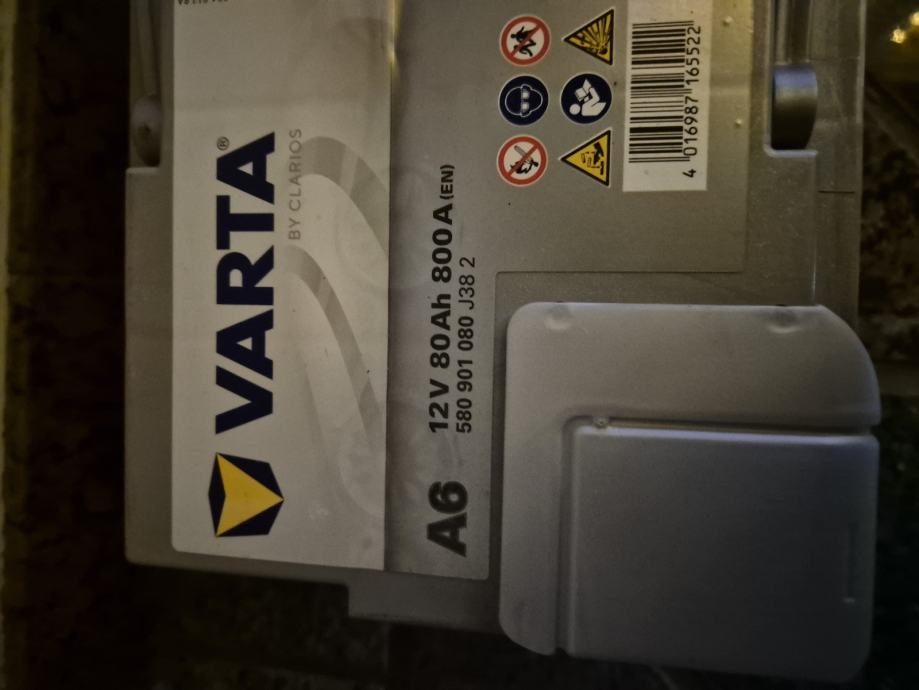 VARTA®
BY CLARIOS
A6
12V 80Ah 800A (EN)
580 901 080 J38 2
4 016987 165522